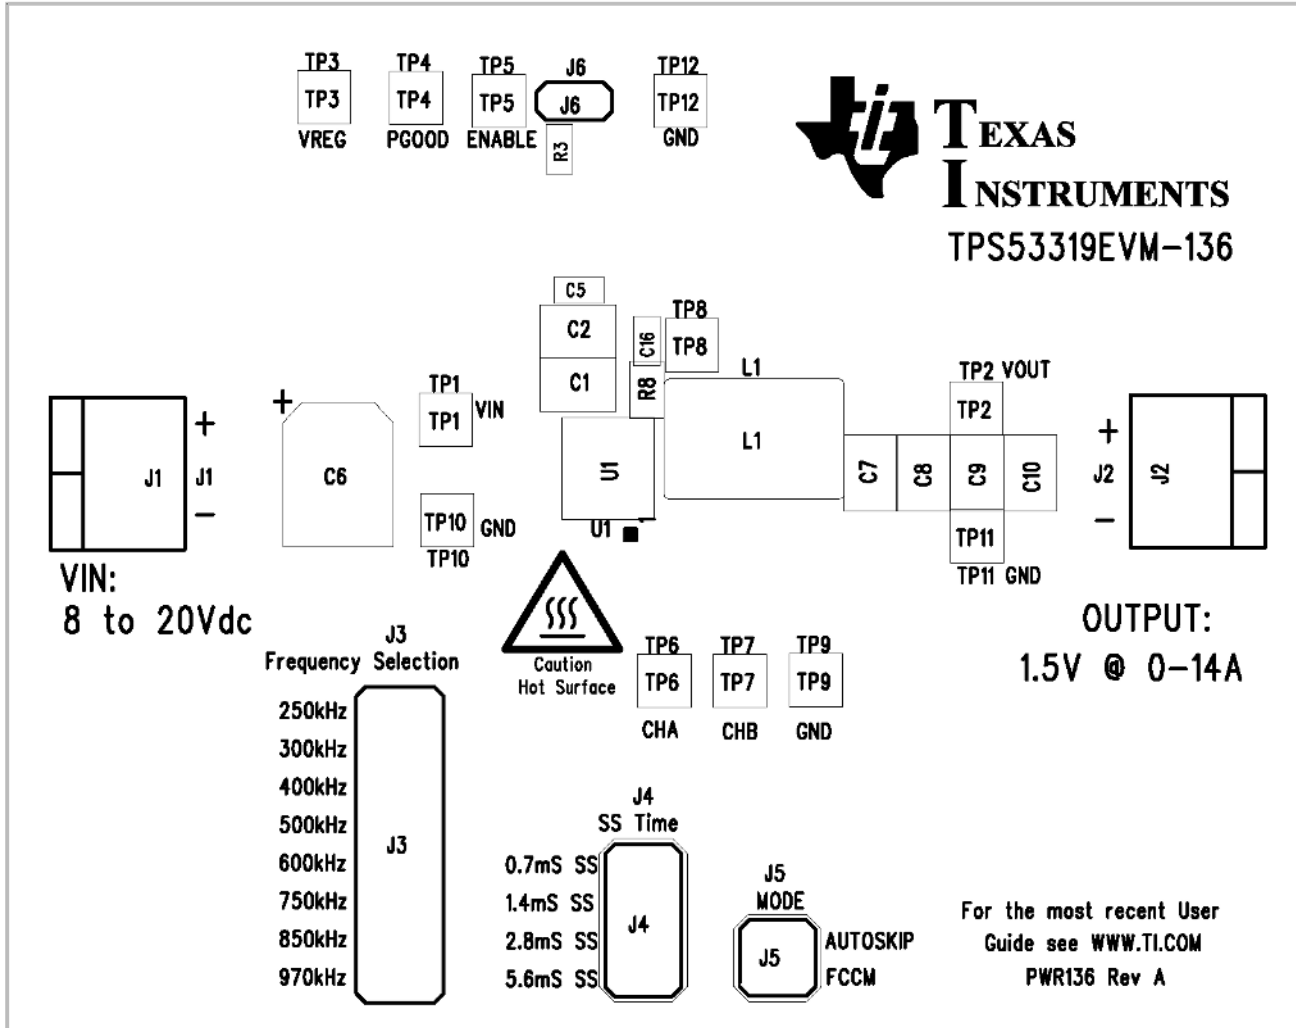 TP3 TP4 TP5 J6 TP12
TP3 TP4 TP5 J6 TP12
VREG PGOOD ENABLE R3 GND
TEXAS
INSTRUMENTS
TPS53319EVM-136
C5
C2
C16
TP8
TP8
C1
R8
L1
L1
TP1
TP1 VIN
TP2 VOUT
TP2
J1
J1
+
-
+
C6
U1
U1
C7
C8
C9
C10
+
J2
-
J2
TP10 GND
TP10
TP11
TP11 GND
VIN:
8 to 20Vdc
OUTPUT:
1.5V @ 0-14A
Caution
Hot Surface
TP6 TP7 TP9
TP6 TP7 TP9
CHA CHB GND
J3
Frequency Selection
250kHz
300kHz
400kHz
500kHz
600kHz
750kHz
850kHz
970kHz
J3
J4
SS Time
0.7mS SS
1.4mS SS
2.8mS SS
5.6mS SS
J4
J5
MODE
J5
AUTOSKIP
FCCM
For the most recent User
Guide see WWW.TI.COM
PWR136 Rev A